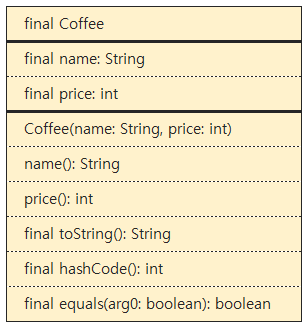 final Coffee
final name: String
final price: int
Coffee(name: String, price: int)
name(): String
price(): int
final toString(): String
final hashCode(): int
final equals(arg0: boolean): boolean